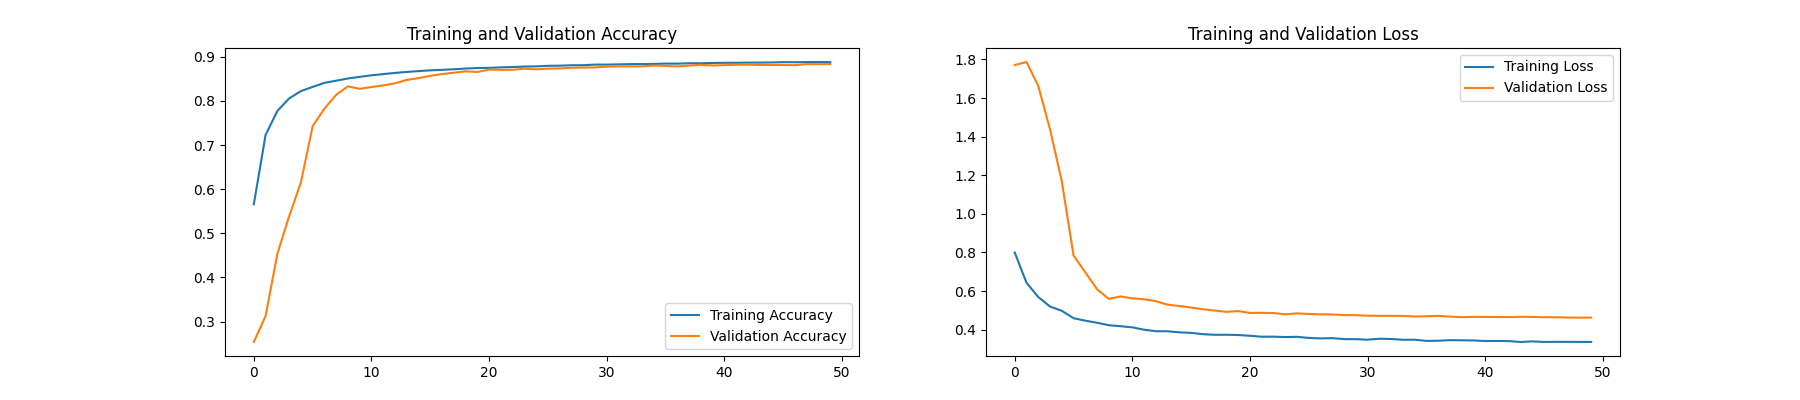 Training and Validation Accuracy
0.9
0.8
0.7
0.6
0.5
0.4
0.3
0 10 20 30 40 50
Training Accuracy
Validation Accuracy
Training and Validation Loss
1.8
1.6
1.4
1.2
1.0
0.8
0.6
0.4
0 10 20 30 40 50
Training Loss
Validation Loss